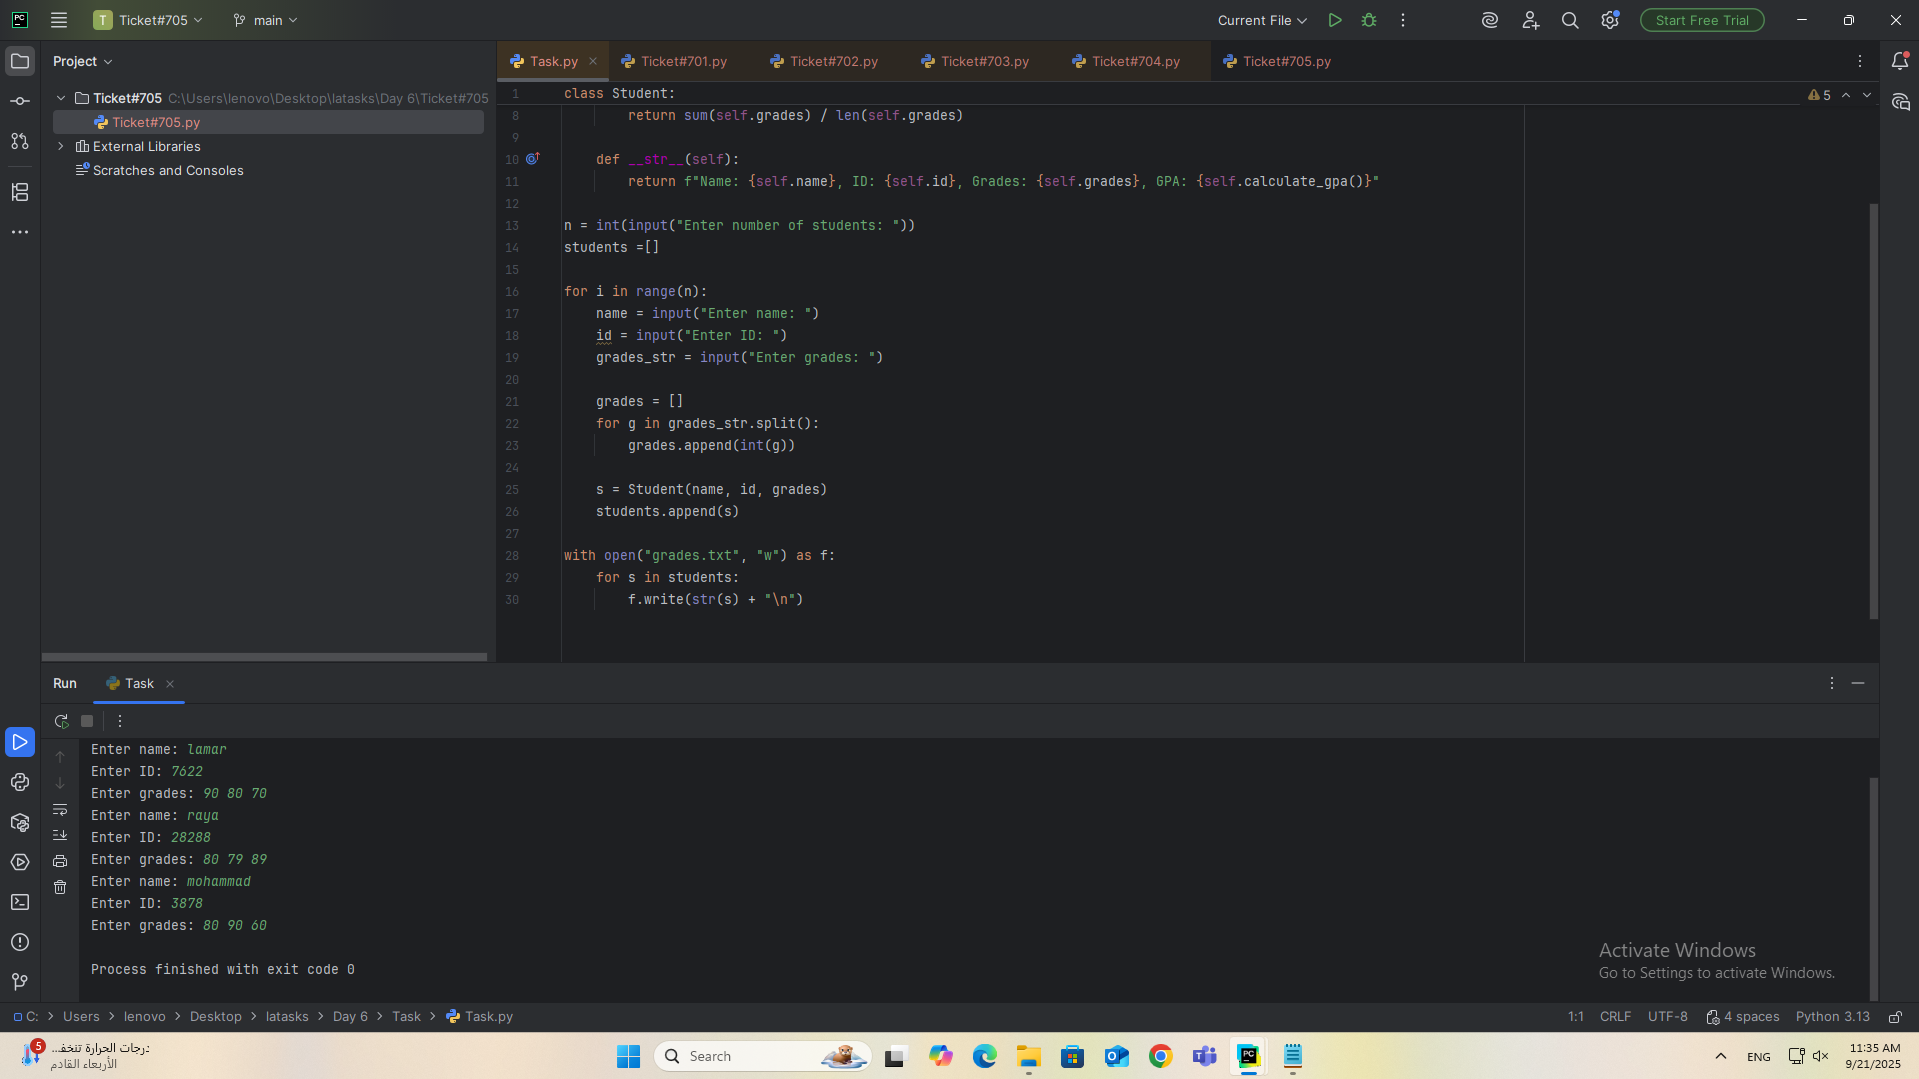 Ticket#705
main
Current File
Start Free Trial
Project
Task.py
Ticket#701.py
Ticket#702.py
Ticket#703.py
Ticket#704.py
Ticket#705.py
Ticket#705 C:\Users\lenovo\Desktop\latasks\Day 6\Ticket#705
Ticket#705.py
External Libraries
Scratches and Consoles
1 class Student:
5
8 return sum(self.grades) / len(self.grades)
9
10 def __str__(self):
11 return f"Name: {self.name}, ID: {self.id}, Grades: {self.grades}, GPA: {self.calculate_gpa()}"
12
13 n = int(input("Enter number of students: "))
14 students =[]
15
16 for i in range(n):
17 name = input("Enter name: ")
18 id = input("Enter ID: ")
19 grades_str = input("Enter grades: ")
20
21 grades = []
22 for g in grades_str.split():
23 grades.append(int(g))
24
25 s = Student(name, id, grades)
26 students.append(s)
27
28 with open("grades.txt", "w") as f:
29 for s in students:
30 f.write(str(s) + "\n")
Run
Task
Enter name: lamar
Enter ID: 7622
Enter grades: 90 80 70
Enter name: raya
Enter ID: 28288
Enter grades: 80 79 89
Enter name: mohammad
Enter ID: 3878
Enter grades: 80 90 60
Process finished with exit code 0
Activate Windows
Go to Settings to activate Windows.
C: > Users > lenovo > Desktop > latasks > Day 6 > Task > Task.py
1:1 CRLF UTF-8 4 spaces Python 3.13
5
درجات الحرارة تنخفـ...
الأربعاء القادم
Search
ENG
11:35 AM
9/21/2025